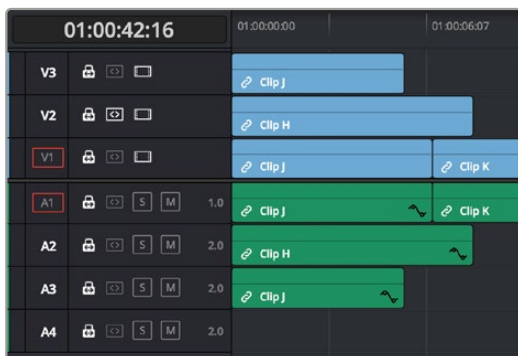 01:00:42:16 01:00:00:00 01:00:06:07
V3 Clip J
V2 Clip H
V1 Clip J Clip K
A1 S M 1.0 Clip J Clip K
A2 S M 2.0 Clip H
A3 S M 2.0 Clip J
A4 S M 2.0